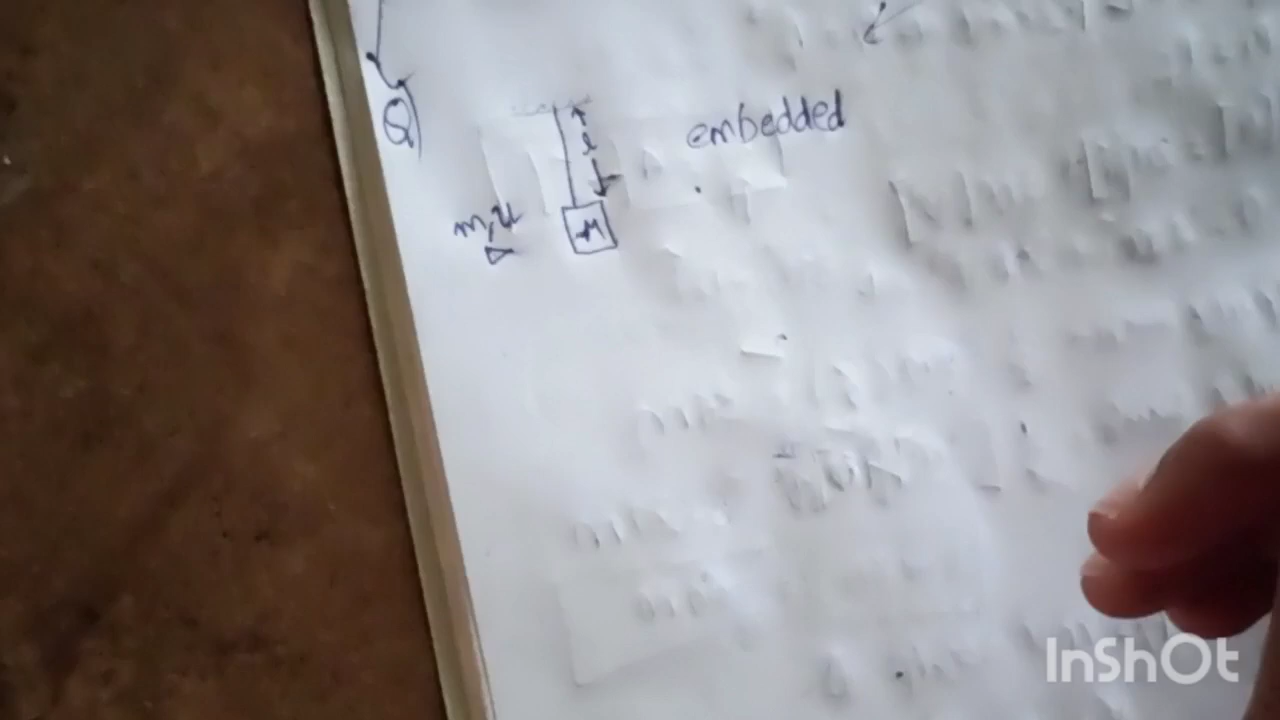 Q)
l
embedded
m, u
M
InShOt